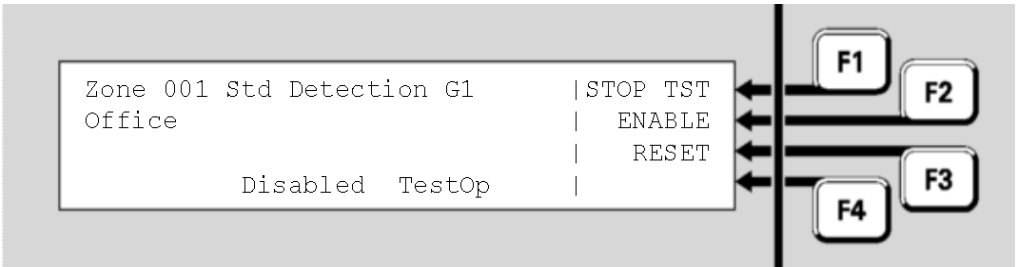 Zone 001 Std Detection G1 |STOP TST
Office | ENABLE
| RESET
Disabled TestOp |
F1
F2
F3
F4